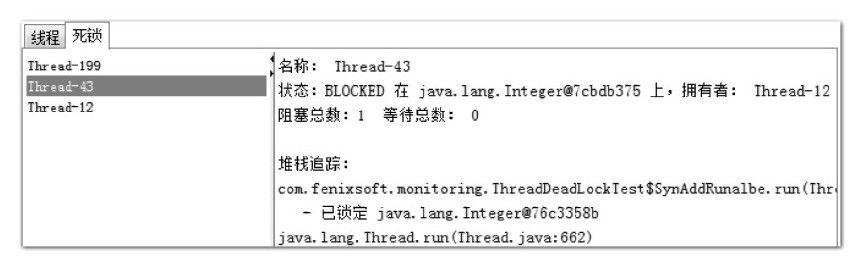 线程 死锁
Thread-199
Thread-43
Thread-12
名称: Thread-43
状态: BLOCKED 在 java.lang.Integer@7cbdb375 上, 拥有者: Thread-12
阻塞总数: 1 等待总数: 0
堆栈追踪:
com.fenixsoft.monitoring.ThreadDeadLockTest$SynAddRunalbe.run(Thr
- 已锁定 java.lang.Integer@76c3358b
java.lang.Thread.run(Thread.java:662)